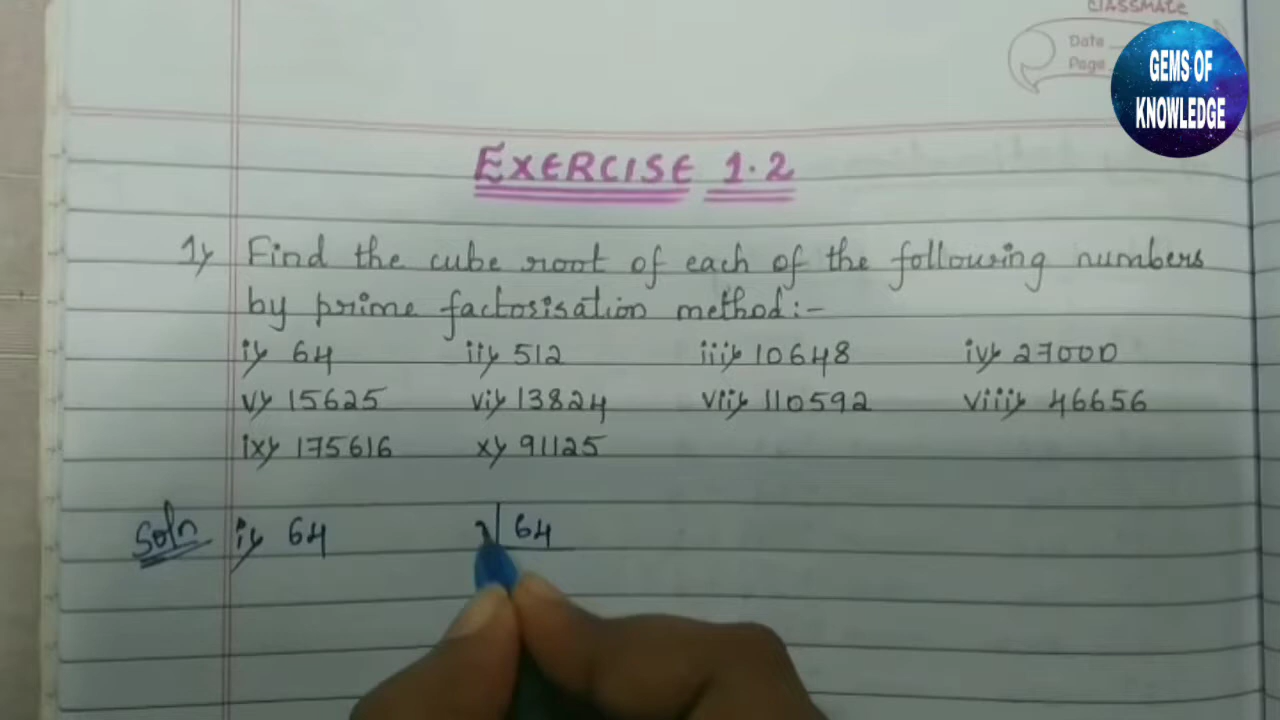 CLASSMATE
Date
Page
GEMS OF
KNOWLEDGE
EXERCISE 1.2
1) Find the cube root of each of the following numbers
by prime factorisation method:-
i) 64 ii) 512 iii) 10648 iv) 27000
v) 15625 vi) 13824 vii) 110592 viii) 46656
ix) 175616 x) 91125
Soln i) 64 2 64